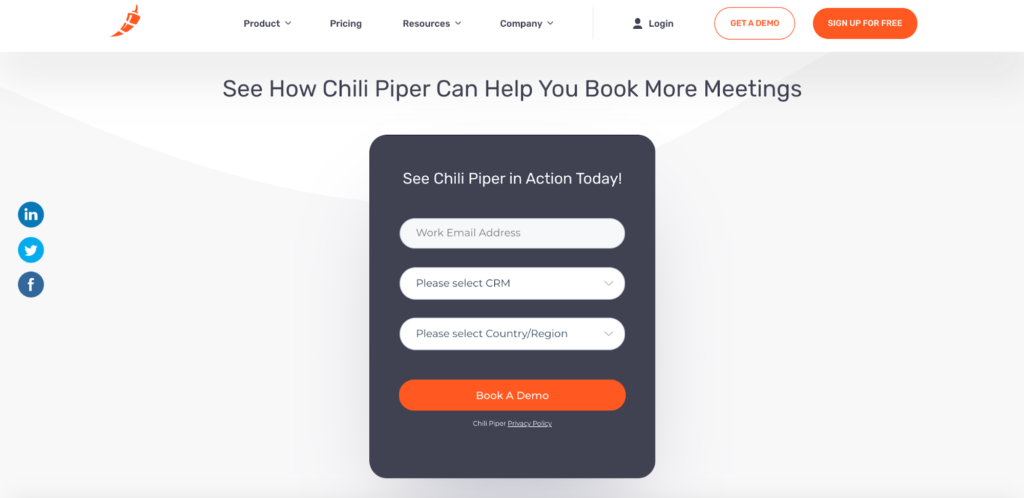 Product
Pricing
Resources
Company
Login
GET A DEMO
SIGN UP FOR FREE
See How Chili Piper Can Help You Book More Meetings
See Chili Piper in Action Today!
Work Email Address
Please select CRM
Please select Country/Region
Book A Demo
Chili Piper Privacy Policy
in
f